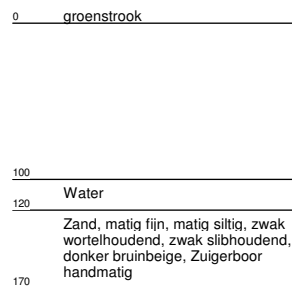 0 groenstrook
100
Water
120
Zand, matig fijn, matig siltig, zwak
wortelhoudend, zwak slibhoudend,
donker bruinbeige, Zuigerboor
handmatig
170